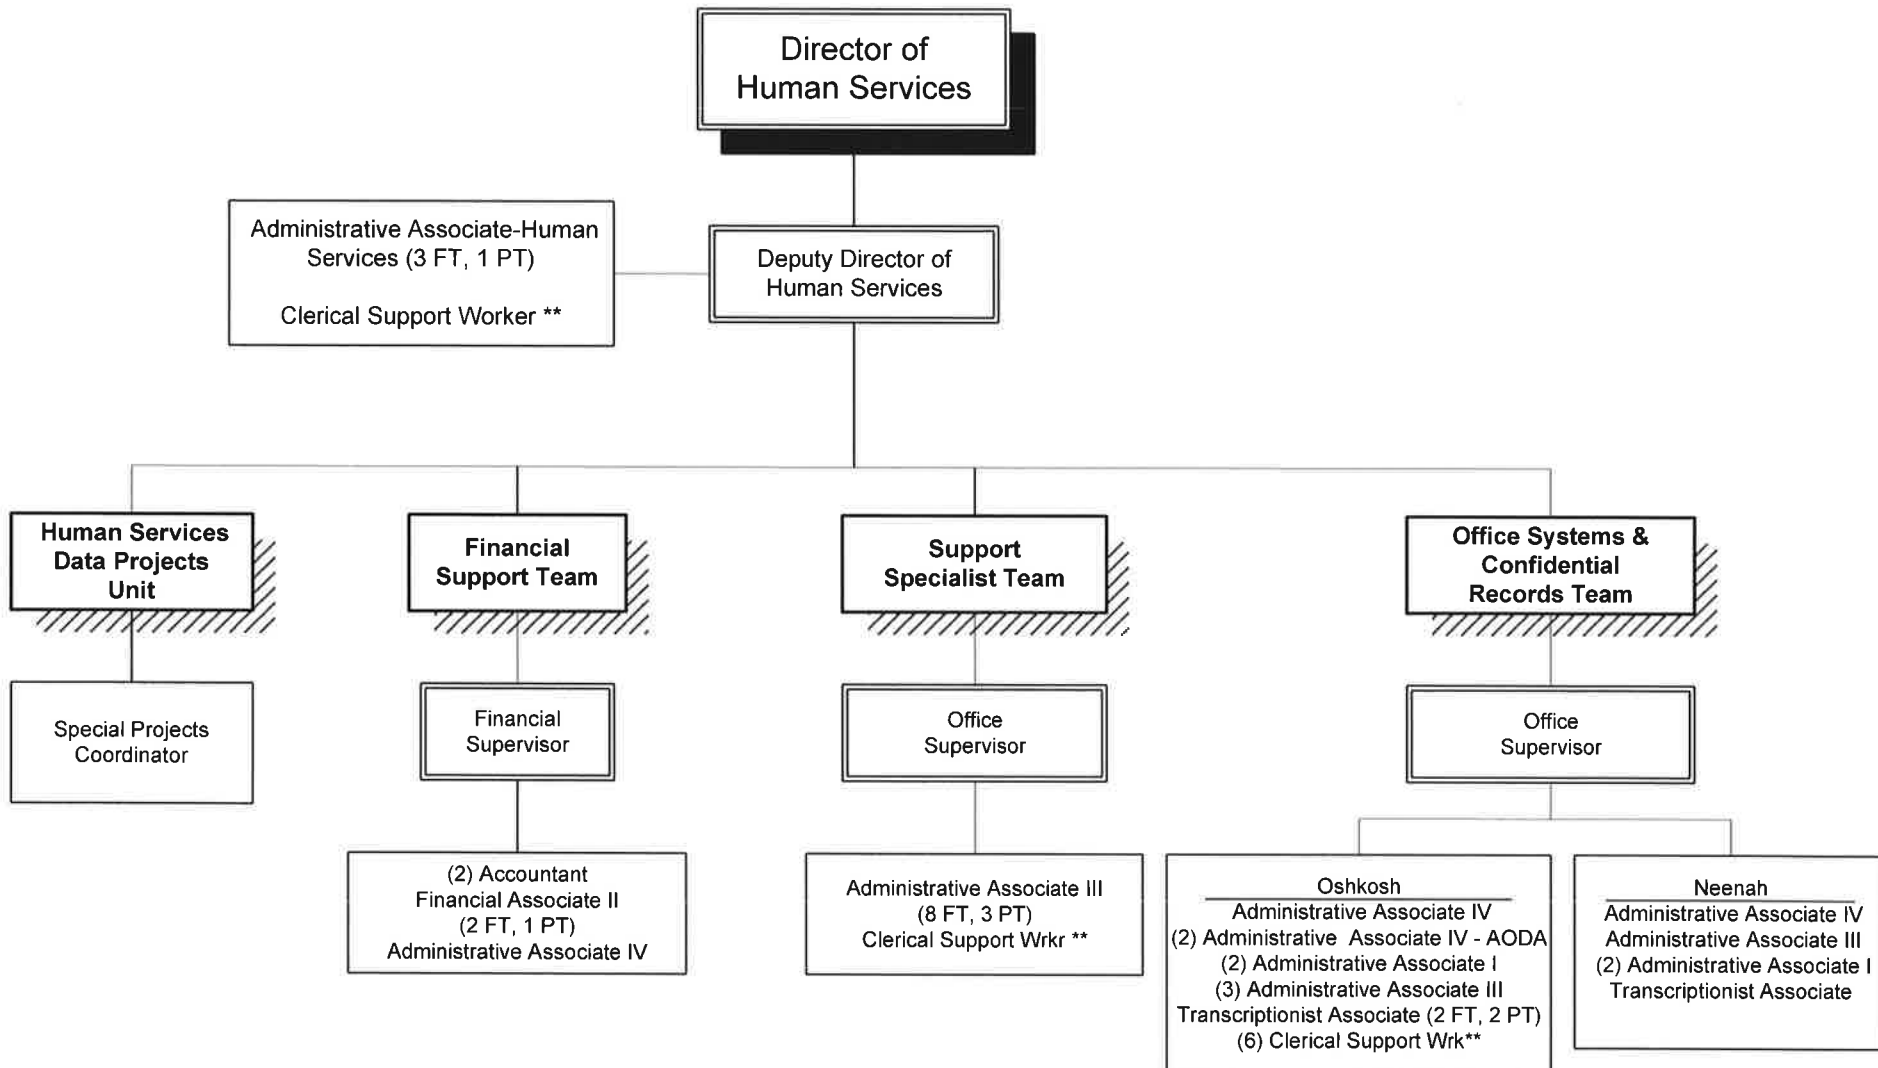 Director of
Human Services
Administrative Associate-Human
Services (3 FT, 1 PT)
Clerical Support Worker **
Deputy Director of
Human Services
Human Services
Data Projects
Unit
Financial
Support Team
Support
Specialist Team
Office Systems &
Confidential
Records Team
Special Projects
Coordinator
Financial
Supervisor
Office
Supervisor
Office
Supervisor
(2) Accountant
Financial Associate II
(2 FT, 1 PT)
Administrative Associate IV
Administrative Associate III
(8 FT, 3 PT)
Clerical Support Wrkr **
Oshkosh
Administrative Associate IV
(2) Administrative Associate IV - AODA
(2) Administrative Associate I
(3) Administrative Associate III
Transcriptionist Associate (2 FT, 2 PT)
(6) Clerical Support Wrk**
Neenah
Administrative Associate IV
Administrative Associate III
(2) Administrative Associate I
Transcriptionist Associate